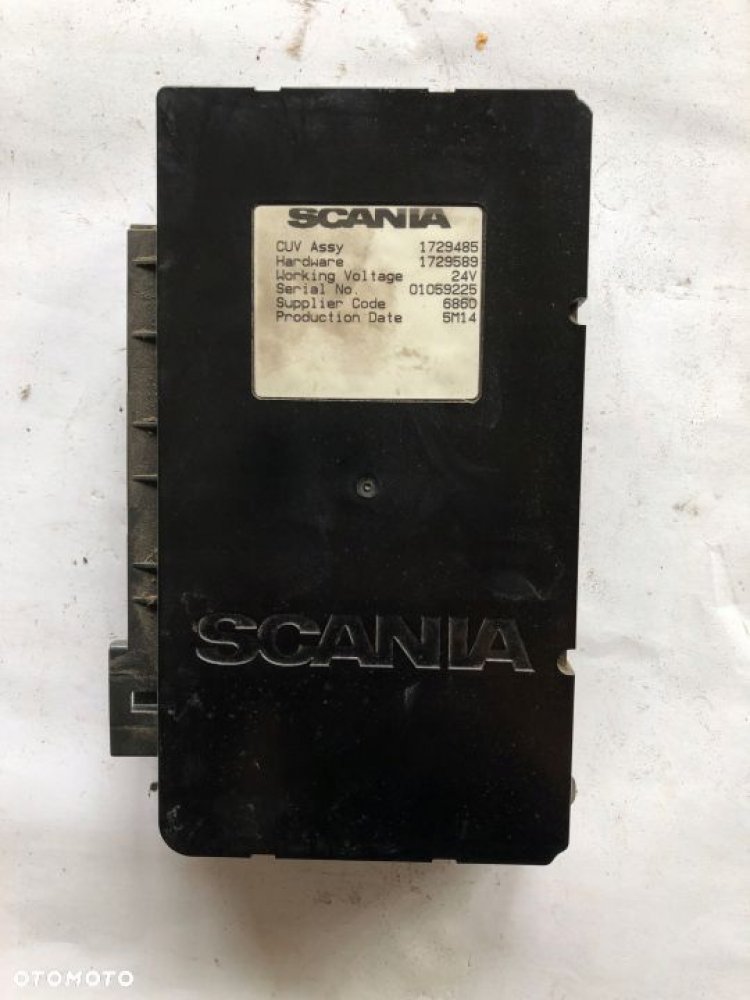 SCANIA
CUV Assy 1729485
Hardware 1729589
Working Voltage 24V
Serial No. 01059225
Supplier Code 6860
Production Date 5M14
SCANIA
OTOMOTO